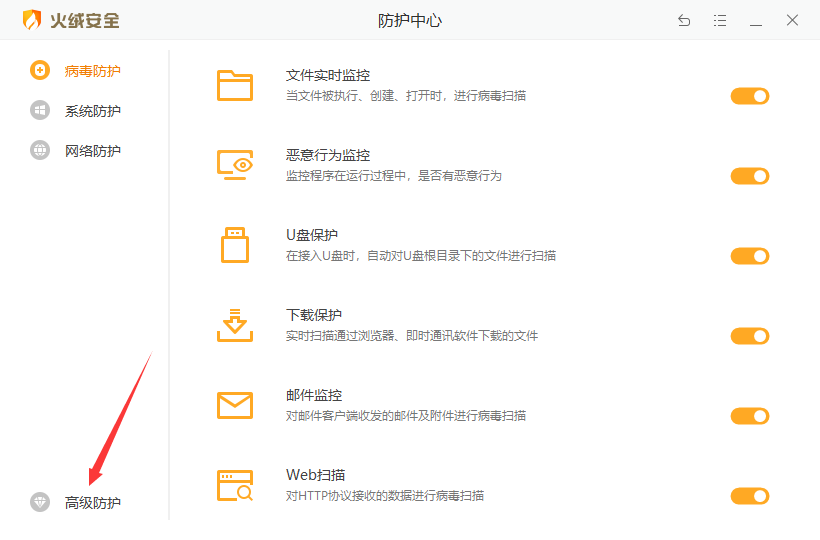 火绒安全
防护中心
病毒防护
系统防护
网络防护
高级防护
文件实时监控
当文件被执行、创建、打开时，进行病毒扫描
恶意行为监控
监控程序在运行过程中，是否有恶意行为
U盘保护
在接入U盘时，自动对U盘根目录下的文件进行扫描
下载保护
实时扫描通过浏览器、即时通讯软件下载的文件
邮件监控
对邮件客户端收发的邮件及附件进行病毒扫描
Web扫描
对HTTP协议接收的数据进行病毒扫描